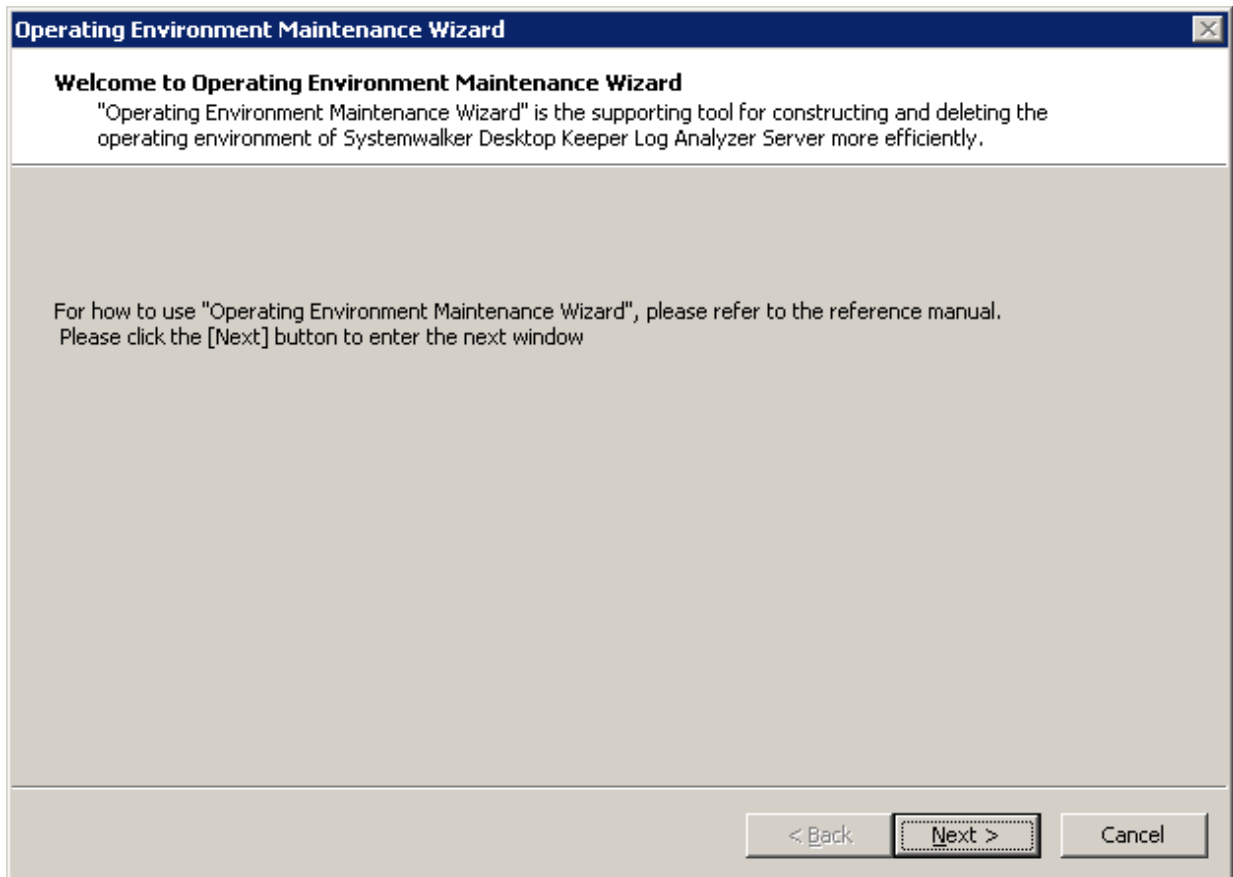 Operating Environment Maintenance Wizard
Welcome to Operating Environment Maintenance Wizard
"Operating Environment Maintenance Wizard" is the supporting tool for constructing and deleting the
operating environment of Systemwalker Desktop Keeper Log Analyzer Server more efficiently.
For how to use "Operating Environment Maintenance Wizard", please refer to the reference manual.
Please click the [Next] button to enter the next window
< Back Next > Cancel